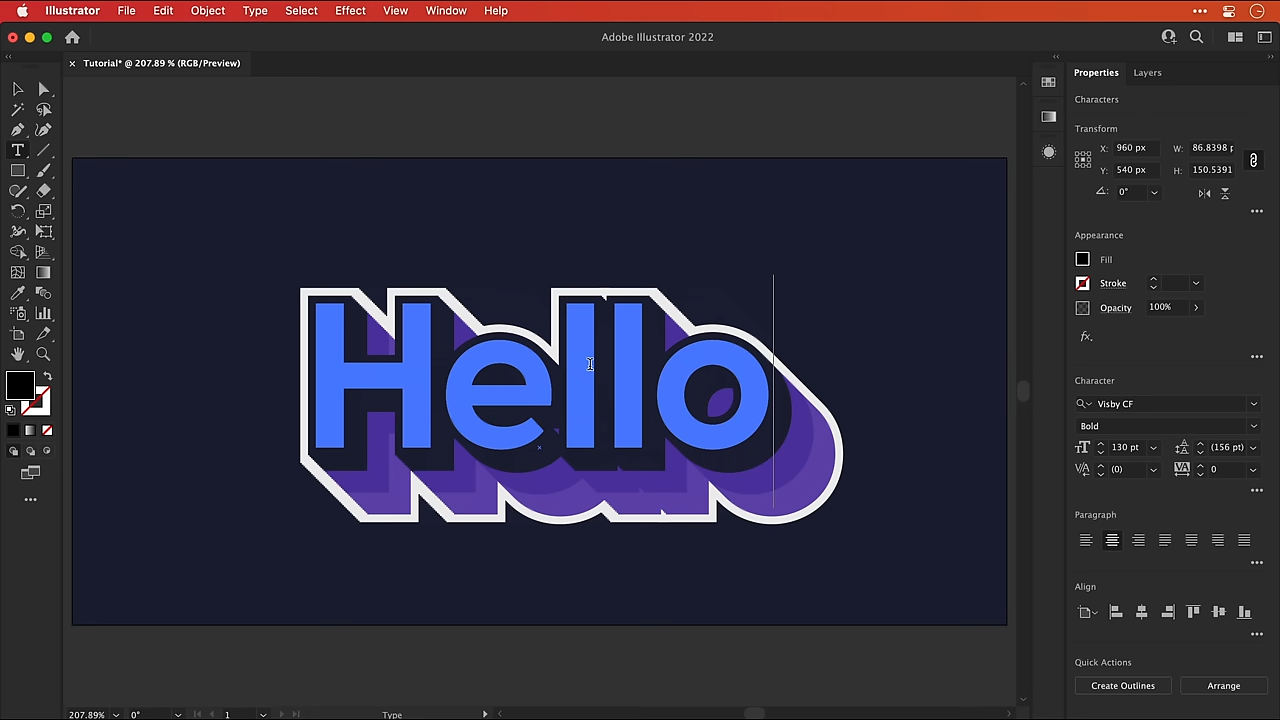 Illustrator File Edit Object Type Select Effect View Window Help
Adobe Illustrator 2022
× Tutorial* @ 207.89 % (RGB/Preview)
Properties Layers
Characters
Transform
X: 960 px W: 86.8398 p
Y: 540 px H: 150.5391
0°
Appearance
Fill
Stroke
Opacity 100%
fx.
Character
Visby CF
Bold
130 pt (156 pt)
(0) 0
Paragraph
Align
Quick Actions
Create Outlines Arrange
Hello
207.89% 0° 1 Type